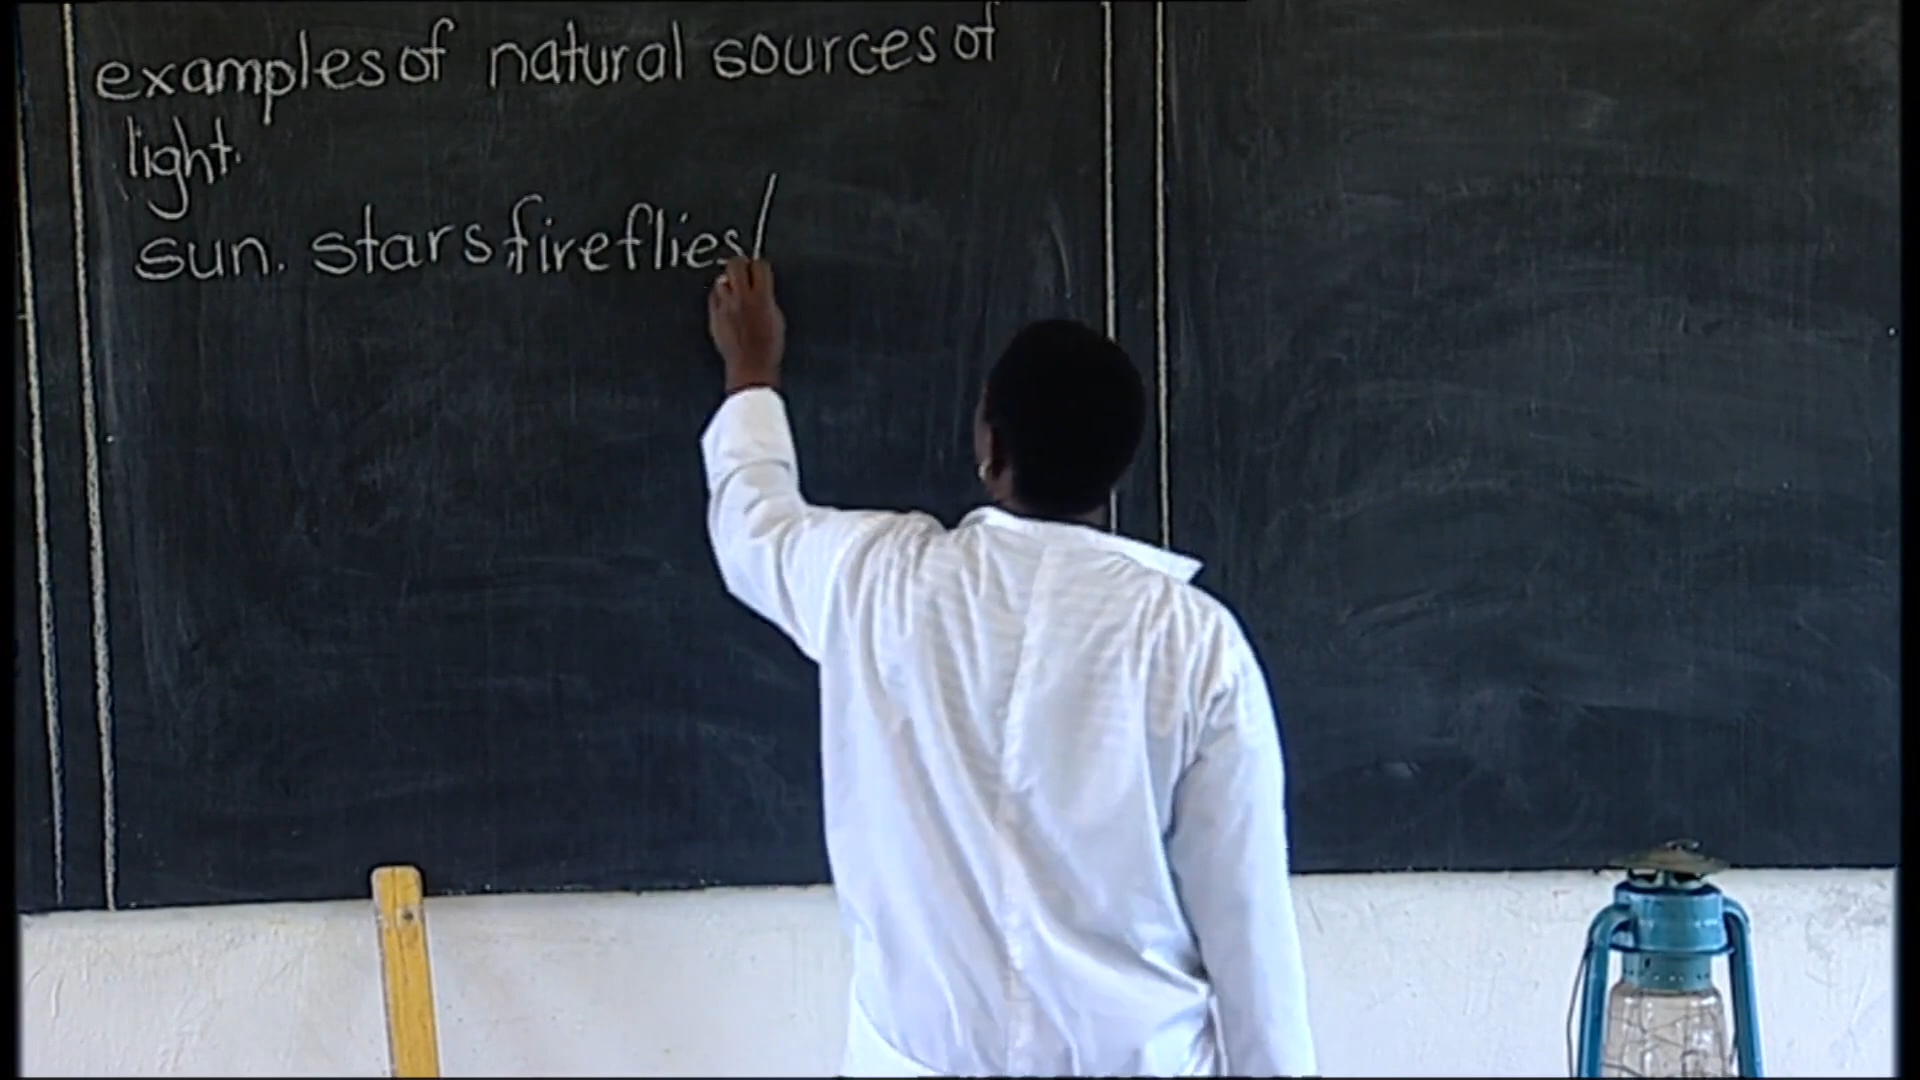 examples of natural sources of
light.
sun. stars, fireflies/